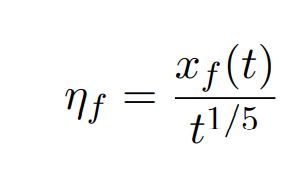 η_f = x_f(t) / t^{1/5}